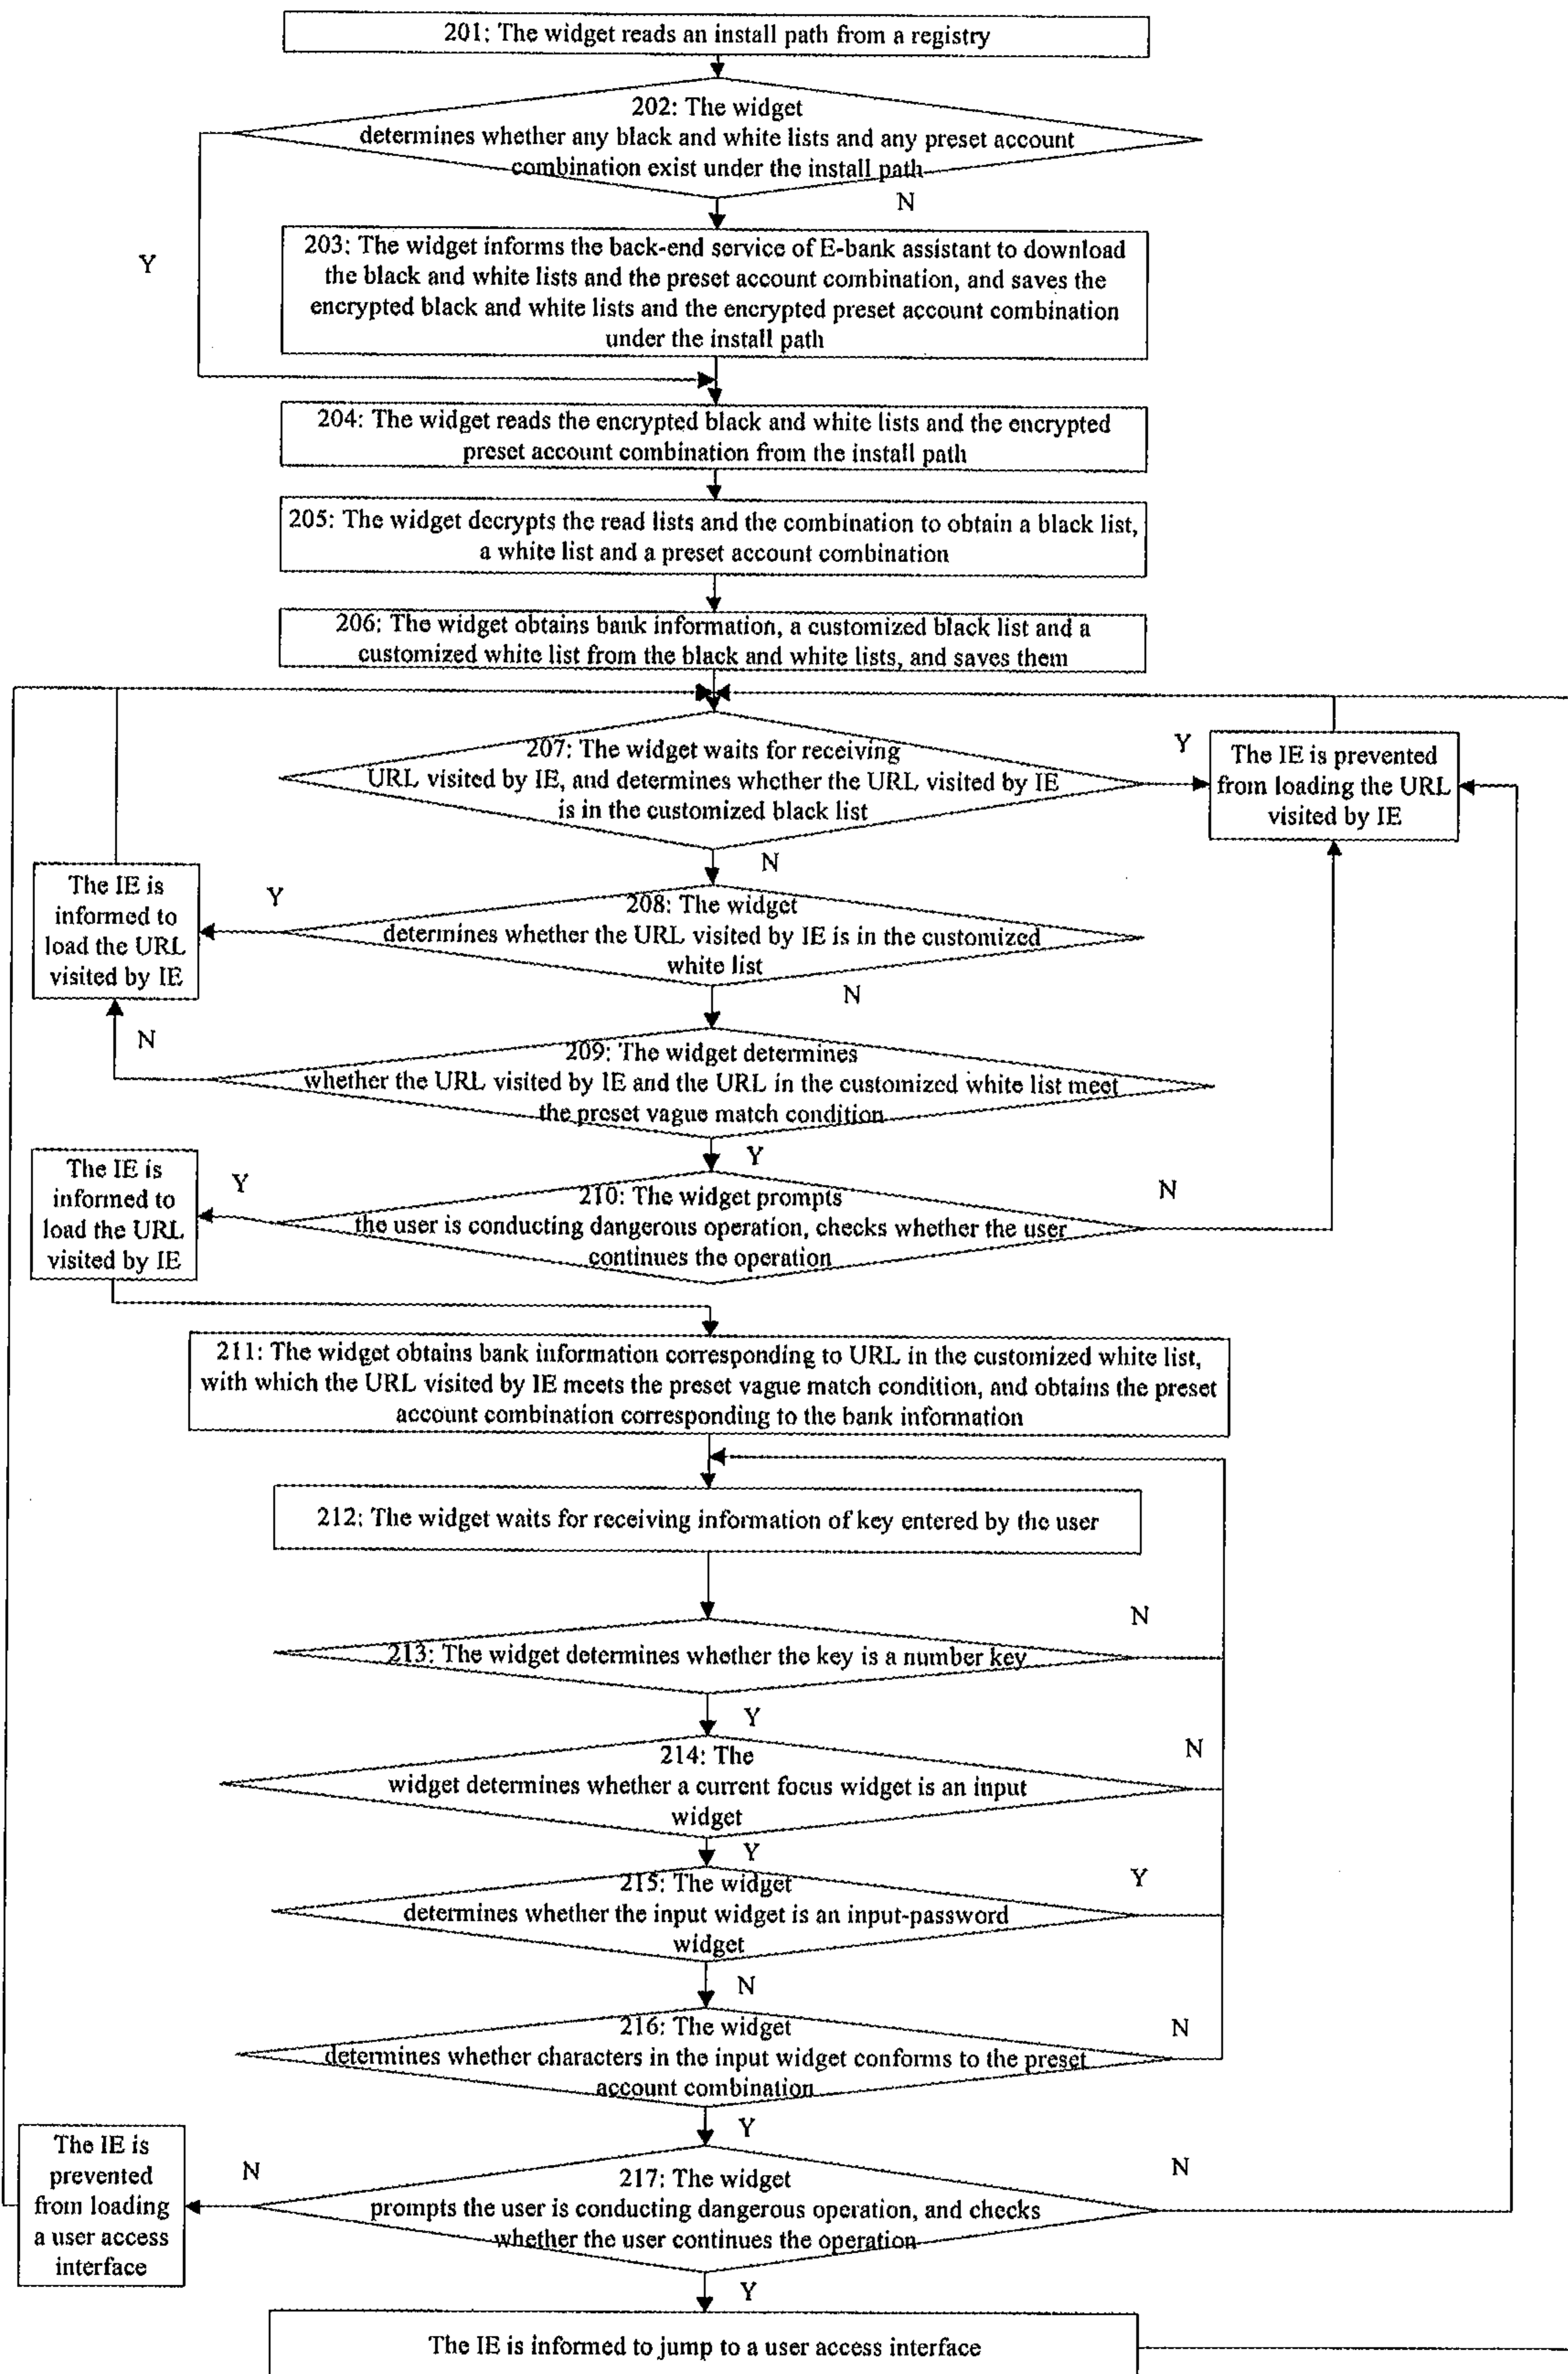 201: The widget reads an install path from a registry
202: The widget
determines whether any black and white lists and any preset account
combination exist under the install path
N
Y
203: The widget informs the back-end service of E-bank assistant to download
the black and white lists and the preset account combination, and saves the
encrypted black and white lists and the encrypted preset account combination
under the install path
204: The widget reads the encrypted black and white lists and the encrypted
preset account combination from the install path
205: The widget decrypts the read lists and the combination to obtain a black list,
a white list and a preset account combination
206: The widget obtains bank information, a customized black list and a
customized white list from the black and white lists, and saves them
207: The widget waits for receiving
URL visited by IE, and determines whether the URL visited by IE
is in the customized black list
Y
The IE is prevented
from loading the URL
visited by IE
N
The IE is
informed to
load the URL
visited by IE
Y
208: The widget
determines whether the URL visited by IE is in the customized
white list
N
N
209: The widget determines
whether the URL visited by IE and the URL in the customized white list meet
the preset vague match condition
Y
The IE is
informed to
load the URL
visited by IE
Y
210: The widget prompts
the user is conducting dangerous operation, checks whether the user
continues the operation
N
211: The widget obtains bank information corresponding to URL in the customized white list,
with which the URL visited by IE meets the preset vague match condition, and obtains the preset
account combination corresponding to the bank information
212: The widget waits for receiving information of key entered by the user
N
213: The widget determines whether the key is a number key
Y
N
214: The
widget determines whether a current focus widget is an input
widget
Y
Y
215: The widget
determines whether the input widget is an input-password
widget
N
N
216: The widget
determines whether characters in the input widget conforms to the preset
account combination
Y
The IE is
prevented
from loading
a user access
interface
N
217: The widget
prompts the user is conducting dangerous operation, and checks
whether the user continues the operation
N
Y
The IE is informed to jump to a user access interface